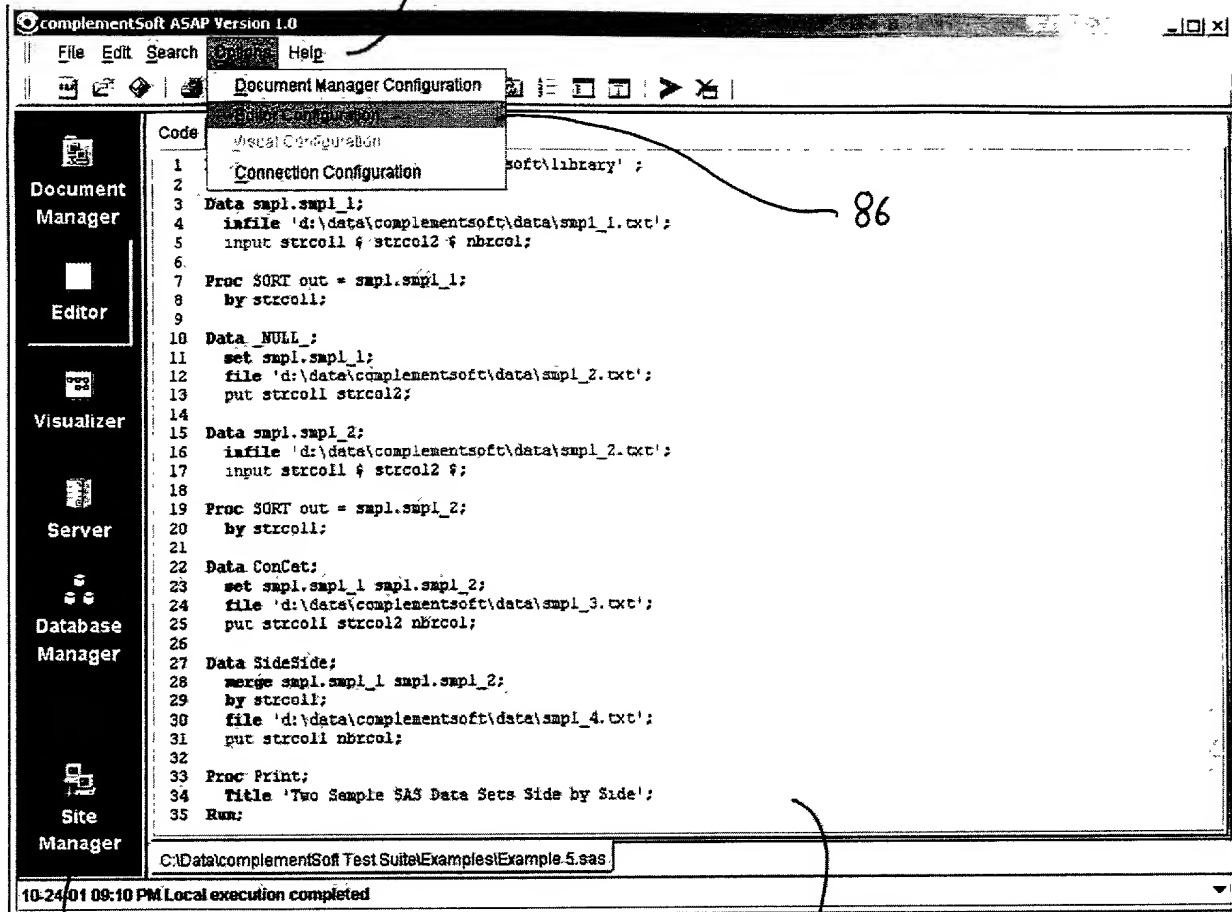 complementSoft ASAP Version 1.0
File Edit Search Options Help
Document Manager Configuration
Editor Configuration
Visual Configuration
Connection Configuration
86
Document
Manager
Editor
Visualizer
Server
Database
Manager
Site
Manager
Code
1 soft\library' ;
2
3 Data smpl.smpl_1;
4 infile 'd:\data\complementsoft\data\smpl_1.txt';
5 input strcol1 $ strcol2 $ nbrcol;
6
7 Proc SORT out = smpl.smpl_1;
8 by strcol1;
9
10 Data _NULL_;
11 set smpl.smpl_1;
12 file 'd:\data\complementsoft\data\smpl_2.txt';
13 put strcol1 strcol2;
14
15 Data smpl.smpl_2;
16 infile 'd:\data\complementsoft\data\smpl_2.txt';
17 input strcol1 $ strcol2 $;
18
19 Proc SORT out = smpl.smpl_2;
20 by strcol1;
21
22 Data ConCat;
23 set smpl.smpl_1 smpl.smpl_2;
24 file 'd:\data\complementsoft\data\smpl_3.txt';
25 put strcol1 strcol2 nbrcol;
26
27 Data SideSide;
28 merge smpl.smpl_1 smpl.smpl_2;
29 by strcol1;
30 file 'd:\data\complementsoft\data\smpl_4.txt';
31 put strcol1 nbrcol;
32
33 Proc Print;
34 Title 'Two Sample SAS Data Sets Side by Side';
35 Run;
C:\Data\complementSoft Test Suite\Examples\Example 5.sas
10-24-01 09:10 PM Local execution completed